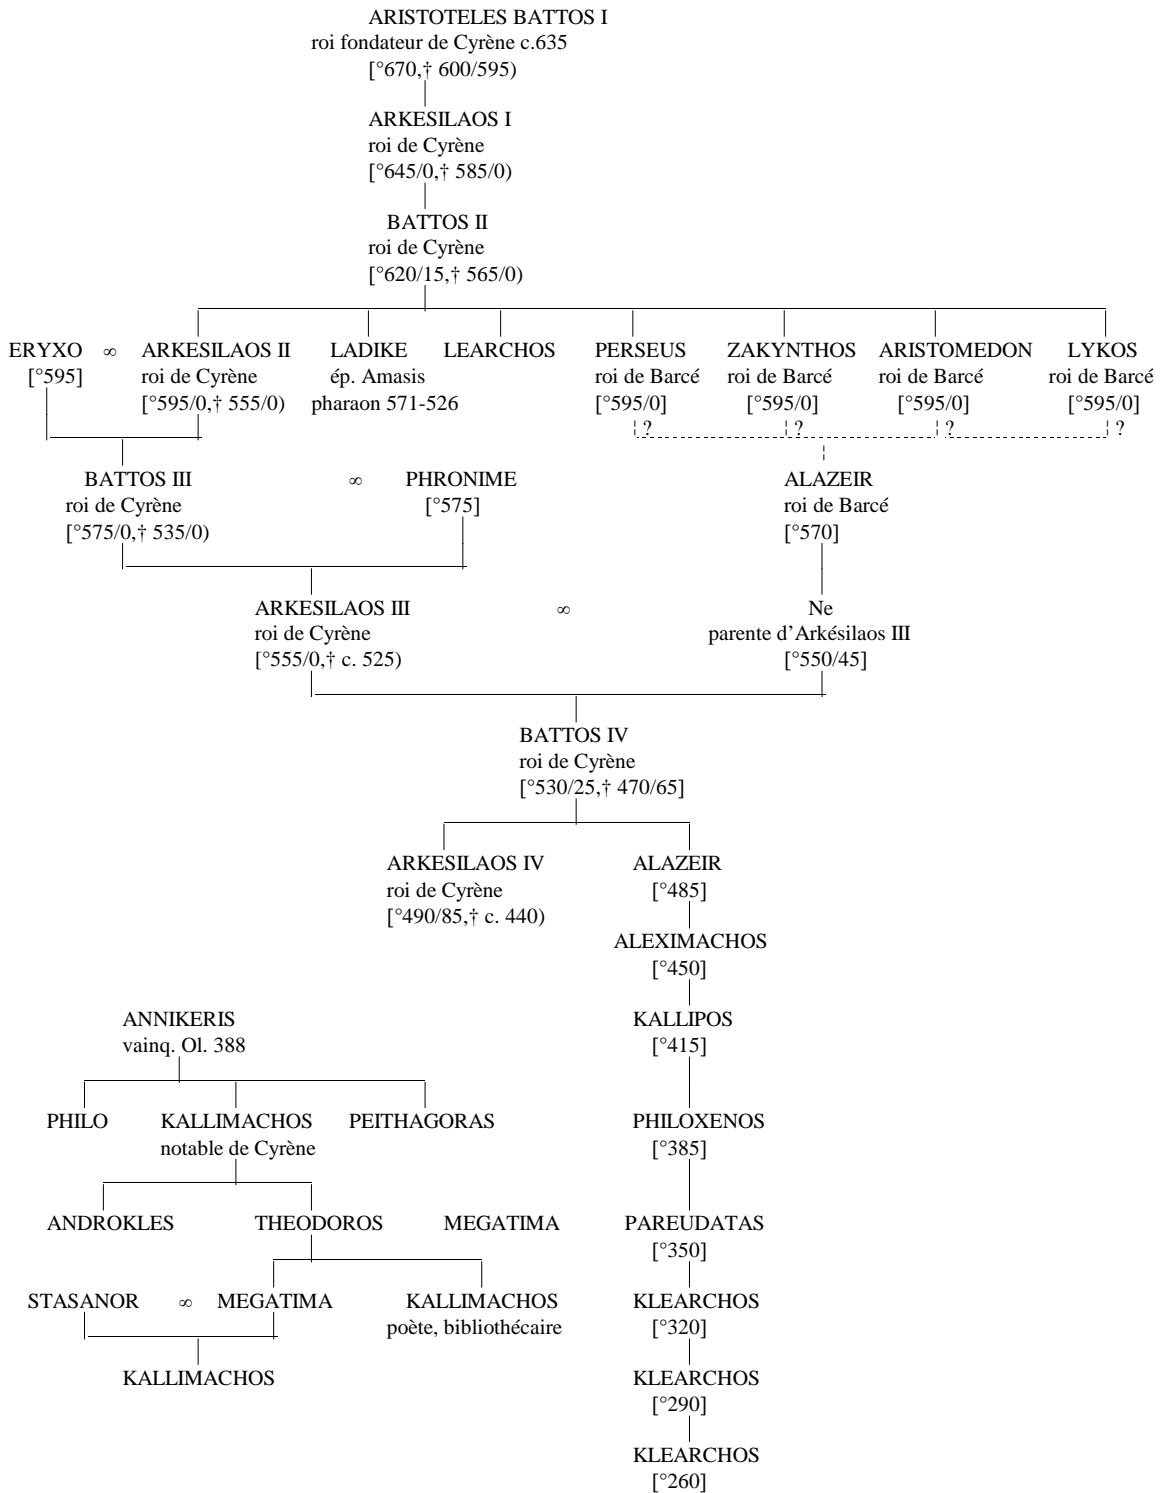 ARISTOTELES BATTOS I
roi fondateur de Cyrène c.635
[°670,† 600/595)
ARKESILAOS I
roi de Cyrène
[°645/0,† 585/0)
BATTOS II
roi de Cyrène
[°620/15,† 565/0)
ERYXO ∞ ARKESILAOS II LADIKE LEARCHOS PERSEUS ZAKYNTHOS ARISTOMEDON LYKOS
[°595] roi de Cyrène ép. Amasis roi de Barcé roi de Barcé roi de Barcé roi de Barcé
[°595/0,† 555/0) pharaon 571-526 [°595/0] [°595/0] [°595/0] [°595/0]
? ? ? ?
BATTOS III ∞ PHRONIME ALAZEIR
roi de Cyrène [°575] roi de Barcé
[°575/0,† 535/0) [°570]
ARKESILAOS III ∞ Ne
roi de Cyrène parente d’Arkésilaos III
[°555/0,† c. 525) [°550/45]
BATTOS IV
roi de Cyrène
[°530/25,† 470/65]
ARKESILAOS IV ALAZEIR
roi de Cyrène [°485]
[°490/85,† c. 440)
ALEXIMACHOS
[°450]
ANNIKERIS KALLIPOS
vainq. Ol. 388 [°415]
PHILO KALLIMACHOS PEITHAGORAS PHILOXENOS
notable de Cyrène [°385]
ANDROKLES THEODOROS MEGATIMA PAREUDATAS
[°350]
STASANOR ∞ MEGATIMA KALLIMACHOS KLEARCHOS
poète, bibliothécaire [°320]
KALLIMACHOS KLEARCHOS
[°290]
KLEARCHOS
[°260]